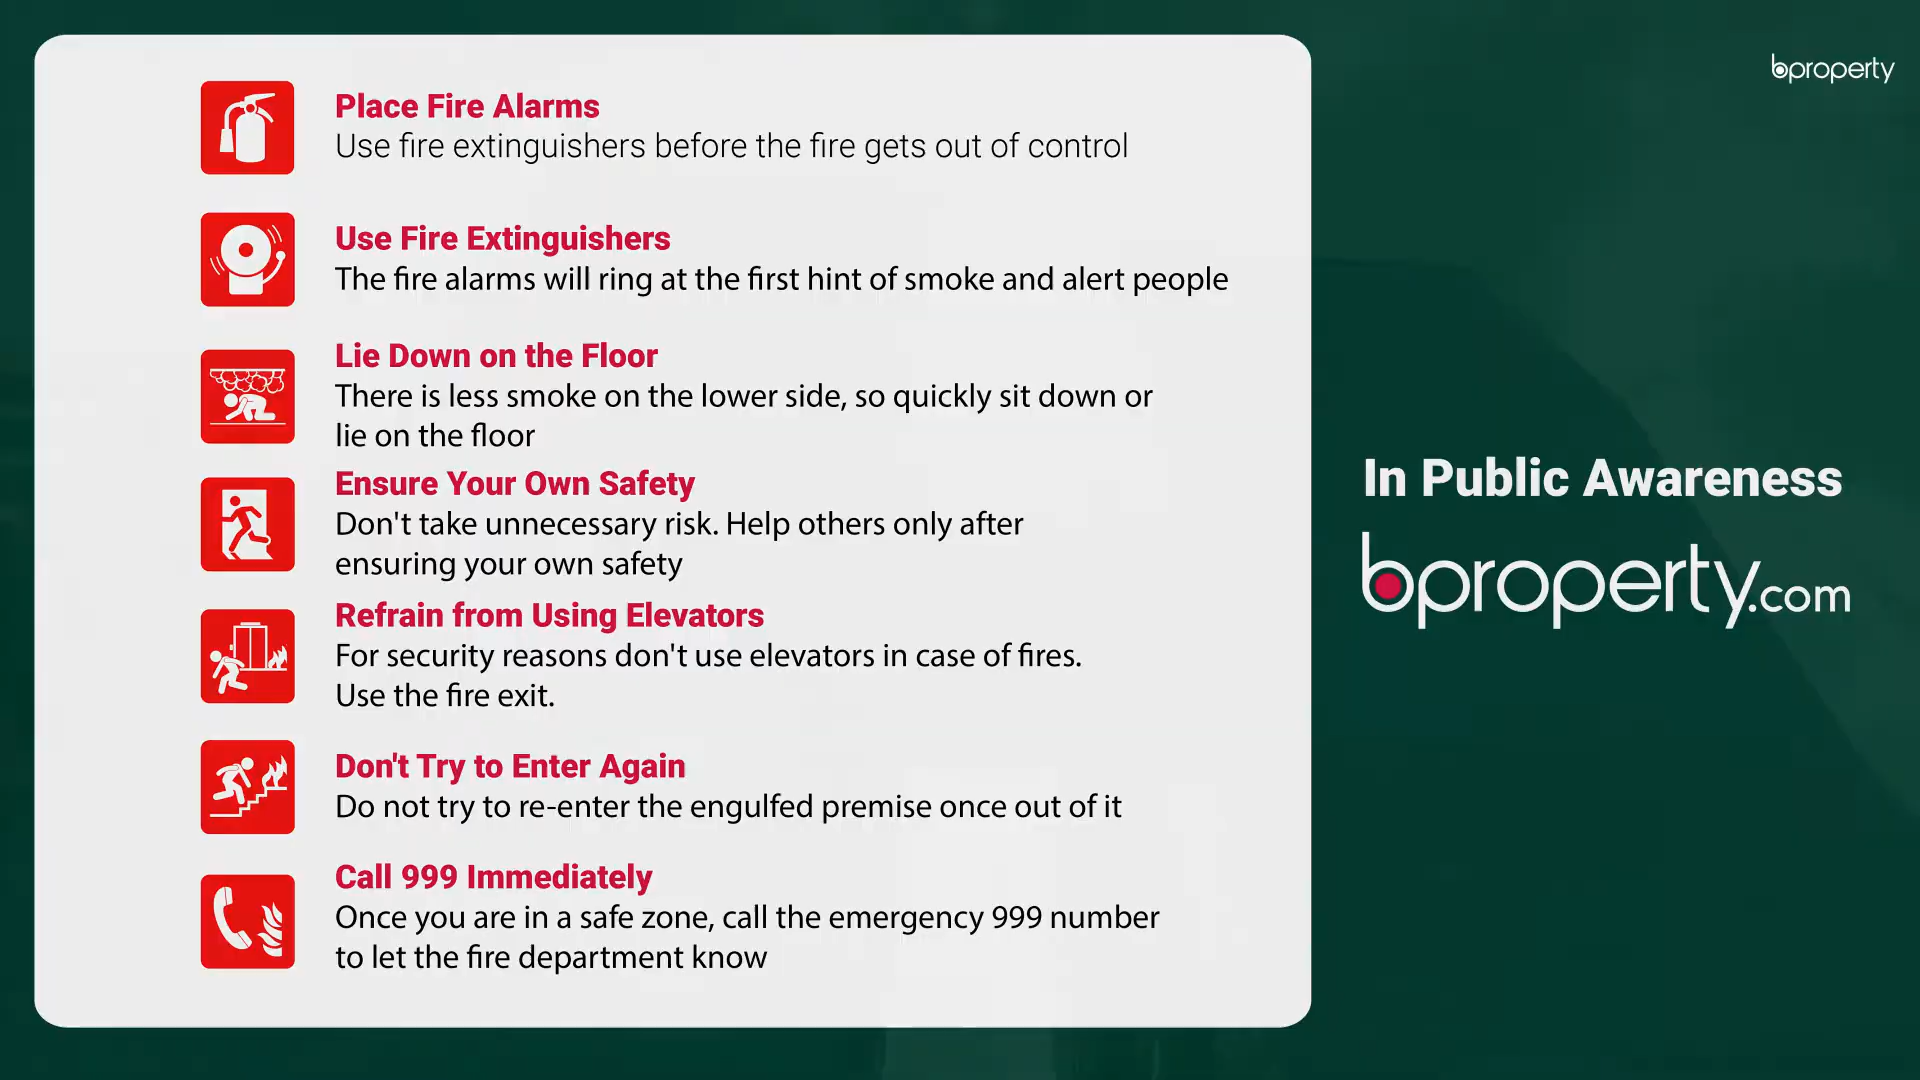 bproperty
Place Fire Alarms
Use fire extinguishers before the fire gets out of control
Use Fire Extinguishers
The fire alarms will ring at the first hint of smoke and alert people
Lie Down on the Floor
There is less smoke on the lower side, so quickly sit down or
lie on the floor
Ensure Your Own Safety
Don't take unnecessary risk. Help others only after
ensuring your own safety
Refrain from Using Elevators
For security reasons don't use elevators in case of fires.
Use the fire exit.
Don't Try to Enter Again
Do not try to re-enter the engulfed premise once out of it
Call 999 Immediately
Once you are in a safe zone, call the emergency 999 number
to let the fire department know
In Public Awareness
bproperty.com